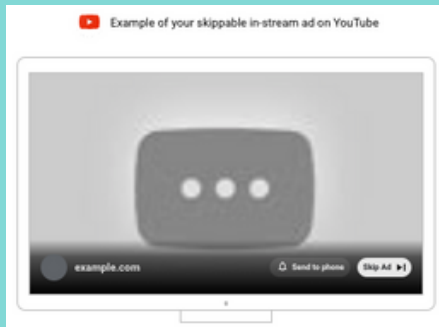 Example of your skippable in-stream ad on YouTube
example.com
Send to phone
Skip Ad